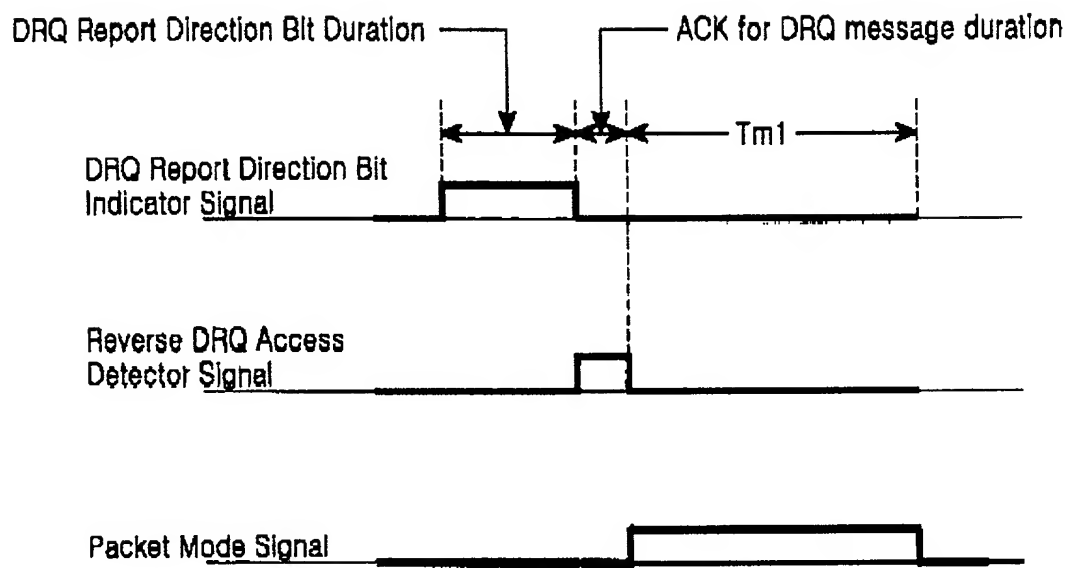 DRQ Report Direction Bit Duration
ACK for DRQ message duration
Tm1
DRQ Report Direction Bit
Indicator Signal
Reverse DRQ Access
Detector Signal
Packet Mode Signal